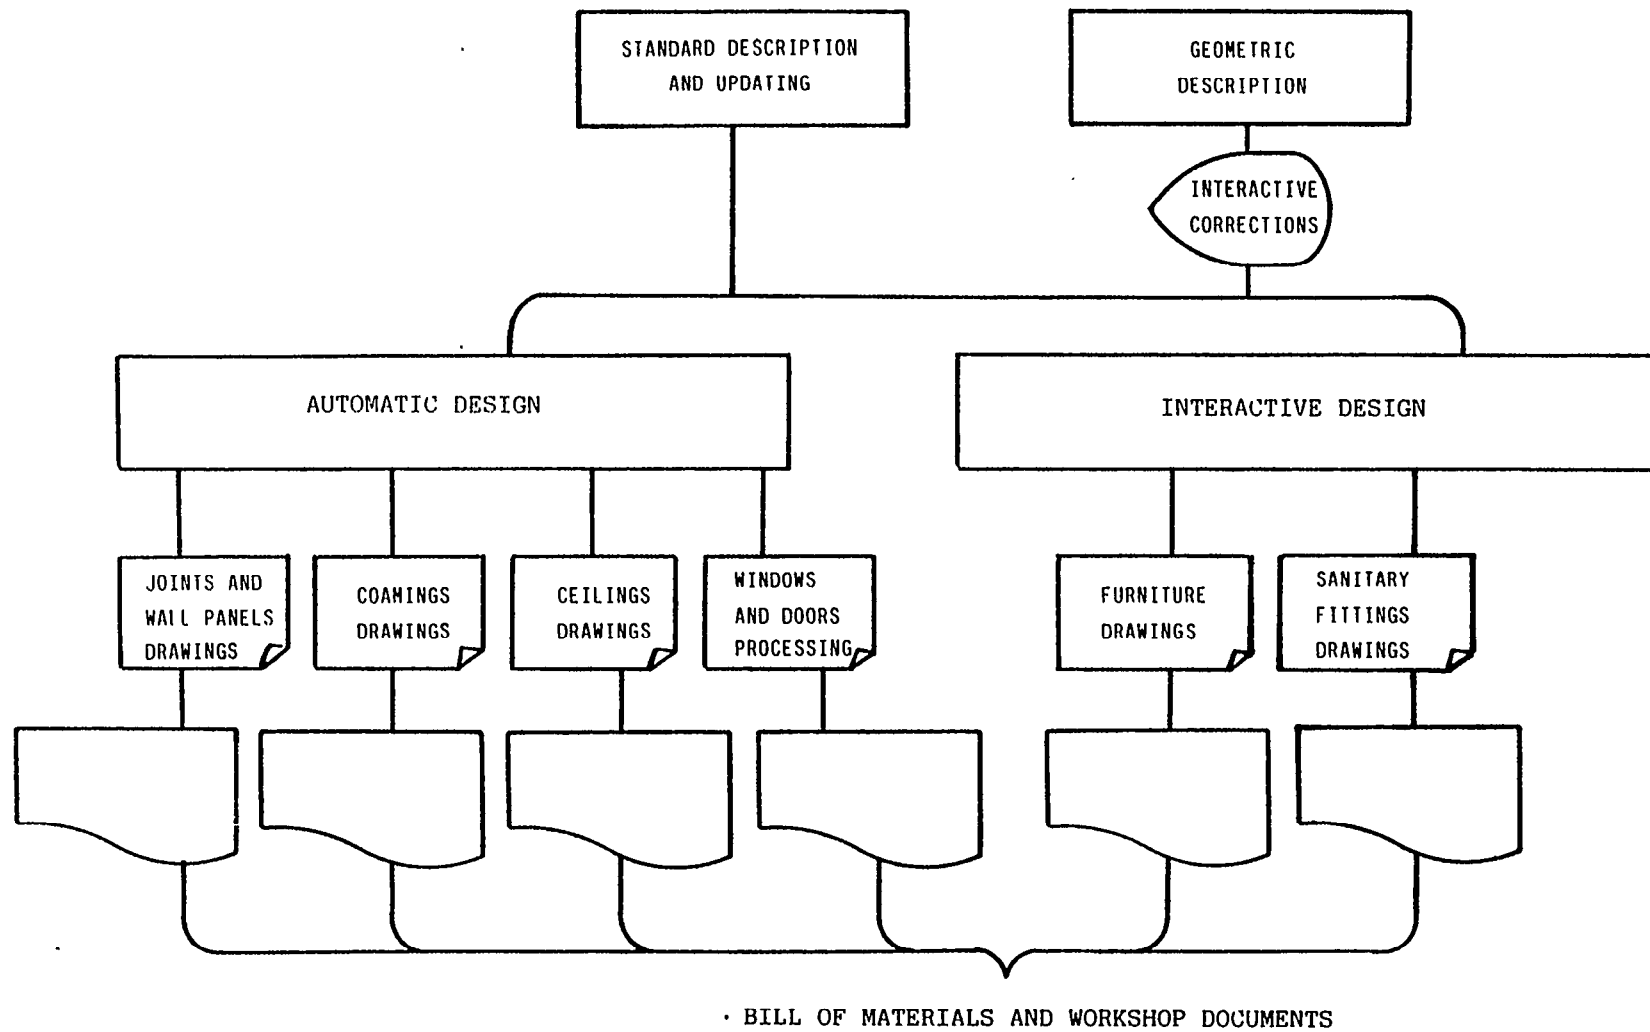 STANDARD DESCRIPTION
AND UPDATING
GEOMETRIC
DESCRIPTION
INTERACTIVE
CORRECTIONS
AUTOMATIC DESIGN
INTERACTIVE DESIGN
JOINTS AND
WALL PANELS
DRAWINGS
COAMINGS
DRAWINGS
CEILINGS
DRAWINGS
WINDOWS
AND DOORS
PROCESSING
FURNITURE
DRAWINGS
SANITARY
FITTINGS
DRAWINGS
· BILL OF MATERIALS AND WORKSHOP DOCUMENTS